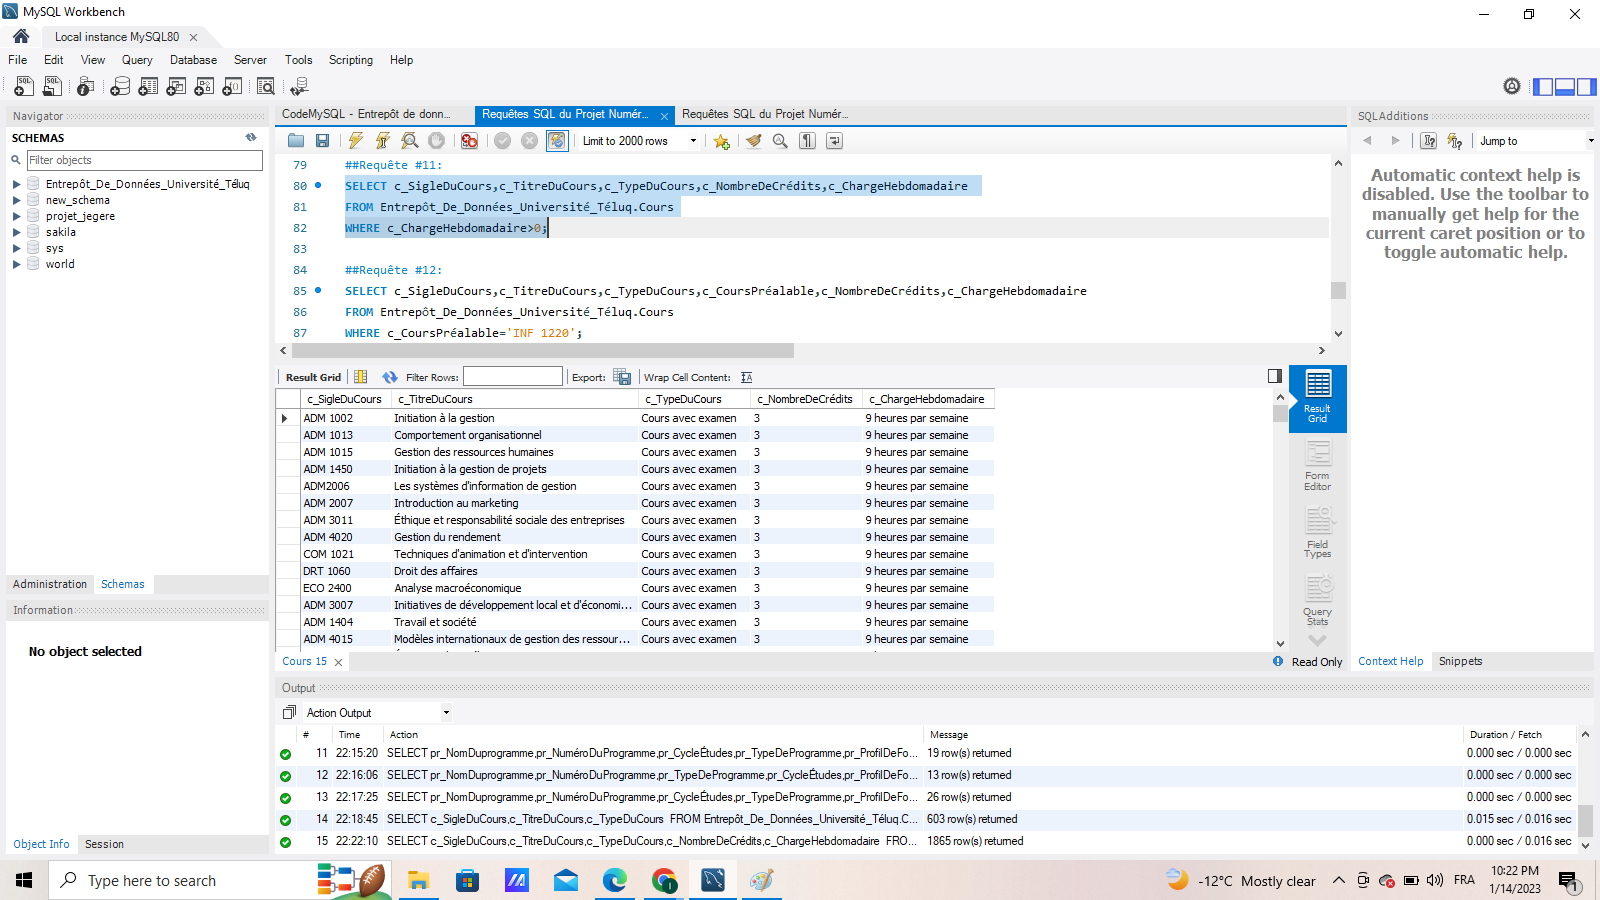 MySQL Workbench
Local instance MySQL80
File Edit View Query Database Server Tools Scripting Help
Navigator
SCHEMAS
Filter objects
Entrepôt_De_Données_Université_Téluq
new_schema
projet_jegere
sakila
sys
world
Administration Schemas
Information
No object selected
Object Info Session
CodeMySQL - Entrepôt de donn... Requêtes SQL du Projet Numér... Requêtes SQL du Projet Numér...
Limit to 2000 rows
79 ##Requête #11:
80 SELECT c_SigleDuCours,c_TitreDuCours,c_TypeDuCours,c_NombreDeCrédits,c_ChargeHebdomadaire
81 FROM Entrepôt_De_Données_Université_Téluq.Cours
82 WHERE c_ChargeHebdomadaire>0;
83
84 ##Requête #12:
85 SELECT c_SigleDuCours,c_TitreDuCours,c_TypeDuCours,c_CoursPréalable,c_NombreDeCrédits,c_ChargeHebdomadaire
86 FROM Entrepôt_De_Données_Université_Téluq.Cours
87 WHERE c_CoursPréalable='INF 1220';
Result Grid Filter Rows: Export: Wrap Cell Content:
c_SigleDuCours c_TitreDuCours c_TypeDuCours c_NombreDeCrédits c_ChargeHebdomadaire
ADM 1002 Initiation à la gestion Cours avec examen 3 9 heures par semaine
ADM 1013 Comportement organisationnel Cours avec examen 3 9 heures par semaine
ADM 1015 Gestion des ressources humaines Cours avec examen 3 9 heures par semaine
ADM 1450 Initiation à la gestion de projets Cours avec examen 3 9 heures par semaine
ADM2006 Les systèmes d'information de gestion Cours avec examen 3 9 heures par semaine
ADM 2007 Introduction au marketing Cours avec examen 3 9 heures par semaine
ADM 3011 Éthique et responsabilité sociale des entreprises Cours avec examen 3 9 heures par semaine
ADM 4020 Gestion du rendement Cours avec examen 3 9 heures par semaine
COM 1021 Techniques d'animation et d'intervention Cours avec examen 3 9 heures par semaine
DRT 1060 Droit des affaires Cours avec examen 3 9 heures par semaine
ECO 2400 Analyse macroéconomique Cours avec examen 3 9 heures par semaine
ADM 3007 Initiatives de développement local et d'économi... Cours avec examen 3 9 heures par semaine
ADM 1404 Travail et société Cours avec examen 3 9 heures par semaine
ADM 4015 Modèles internationaux de gestion des ressour... Cours avec examen 3 9 heures par semaine
Result Grid
Form Editor
Field Types
Query Stats
Cours 15
Read Only
SQLAdditions
Jump to
Automatic context help is
disabled. Use the toolbar to
manually get help for the
current caret position or to
toggle automatic help.
Context Help Snippets
Output
Action Output
# Time Action Message Duration / Fetch
11 22:15:20 SELECT pr_NomDuprogramme,pr_NuméroDuProgramme,pr_CycleÉtudes,pr_TypeDeProgramme,pr_ProfilDeFo... 19 row(s) returned 0.000 sec / 0.000 sec
12 22:16:06 SELECT pr_NomDuprogramme,pr_NuméroDuProgramme,pr_TypeDeProgramme,pr_CycleÉtudes,pr_ProfilDeFo... 13 row(s) returned 0.000 sec / 0.000 sec
13 22:17:25 SELECT pr_NomDuprogramme,pr_NuméroDuProgramme,pr_CycleÉtudes,pr_TypeDeProgramme,pr_ProfilDeFo... 26 row(s) returned 0.000 sec / 0.000 sec
14 22:18:45 SELECT c_SigleDuCours,c_TitreDuCours,c_TypeDuCours FROM Entrepôt_De_Données_Université_Téluq.C... 603 row(s) returned 0.015 sec / 0.016 sec
15 22:22:10 SELECT c_SigleDuCours,c_TitreDuCours,c_TypeDuCours,c_NombreDeCrédits,c_ChargeHebdomadaire FRO... 1865 row(s) returned 0.000 sec / 0.016 sec
Type here to search
-12°C Mostly clear
FRA
10:22 PM
1/14/2023
1